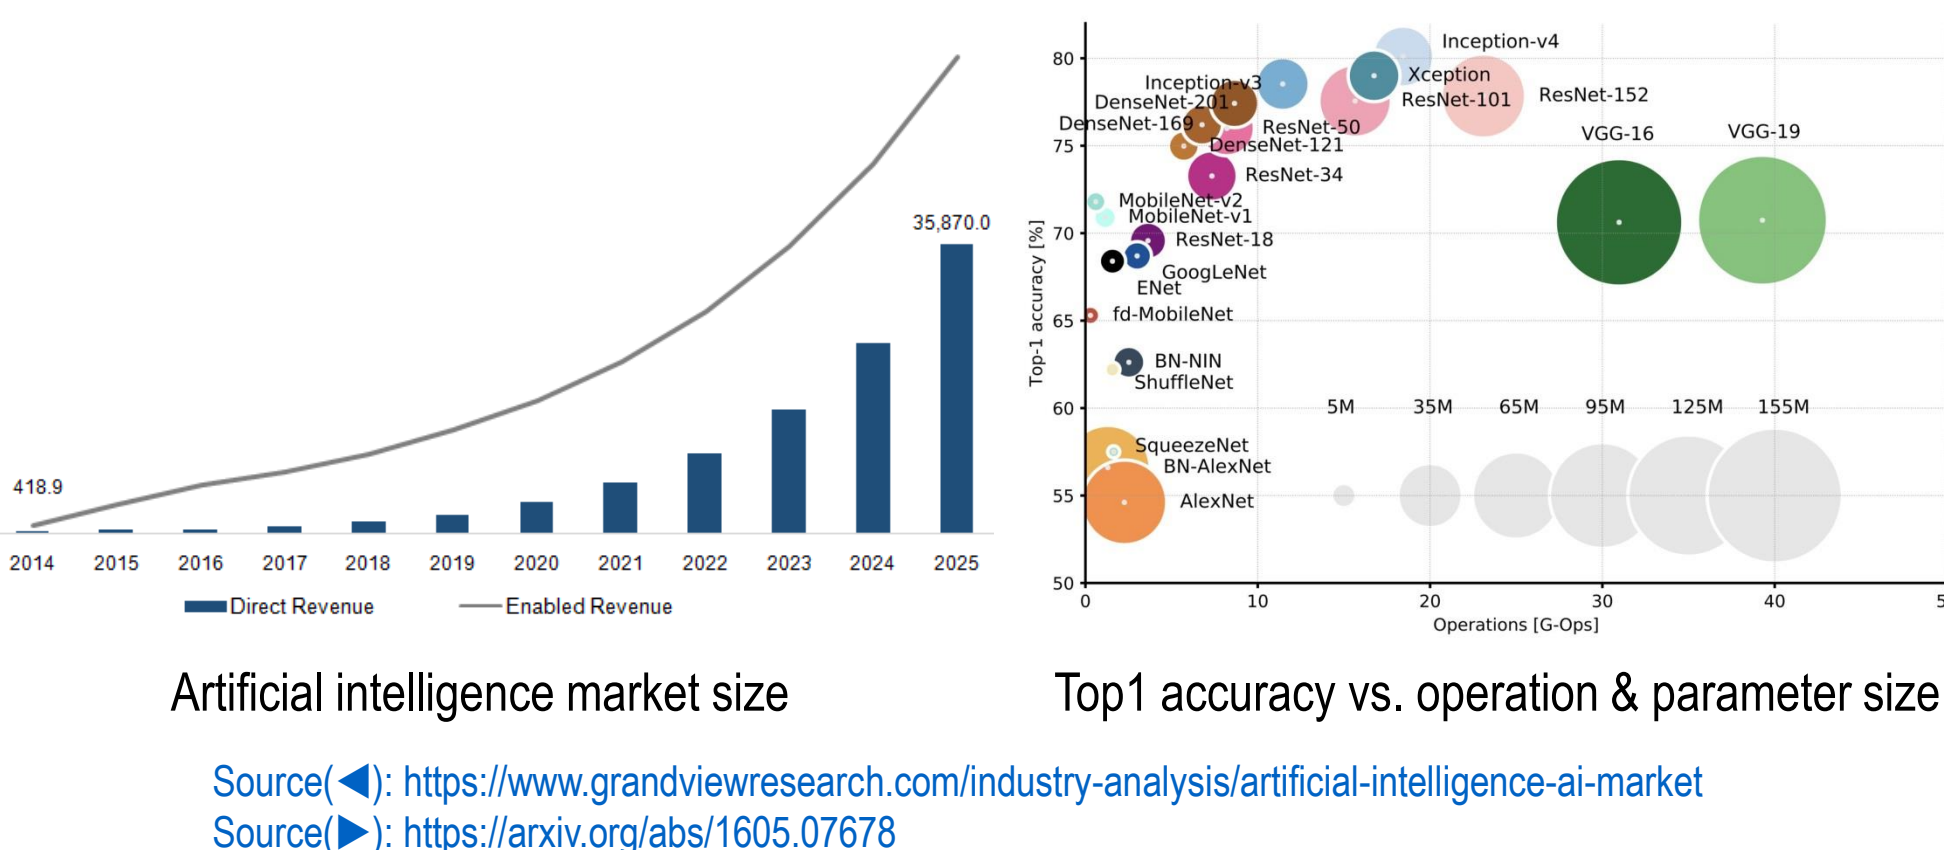 35,870.0
418.9
2014 2015 2016 2017 2018 2019 2020 2021 2022 2023 2024 2025
Direct Revenue Enabled Revenue
Artificial intelligence market size
Top-1 accuracy [%]
80
75
70
65
60
55
50
Inception-v4
Xception
Inception-v3
ResNet-152
ResNet-101
DenseNet-201
DenseNet-169
ResNet-50
VGG-16
VGG-19
DenseNet-121
ResNet-34
MobileNet-v2
MobileNet-v1
ResNet-18
GoogLeNet
ENet
fd-MobileNet
BN-NIN
ShuffleNet
5M 35M 65M 95M 125M 155M
SqueezeNet
BN-AlexNet
AlexNet
0 10 20 30 40 5
Operations [G-Ops]
Top1 accuracy vs. operation & parameter size
Source(◀): https://www.grandviewresearch.com/industry-analysis/artificial-intelligence-ai-market
Source(▶): https://arxiv.org/abs/1605.07678